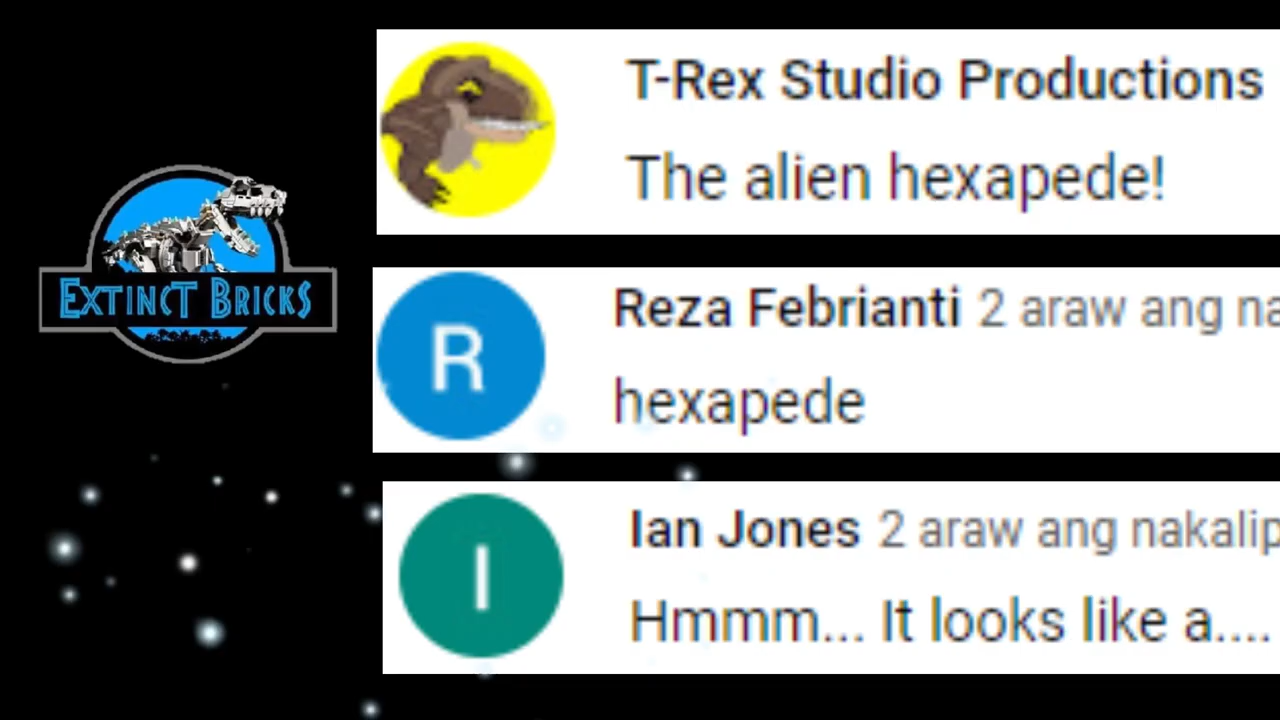 EXTINCT BRICKS
T-Rex Studio Productions
The alien hexapede!
R
Reza Febrianti 2 araw ang na
hexapede
I
Ian Jones 2 araw ang nakalip
Hmmm... It looks like a....